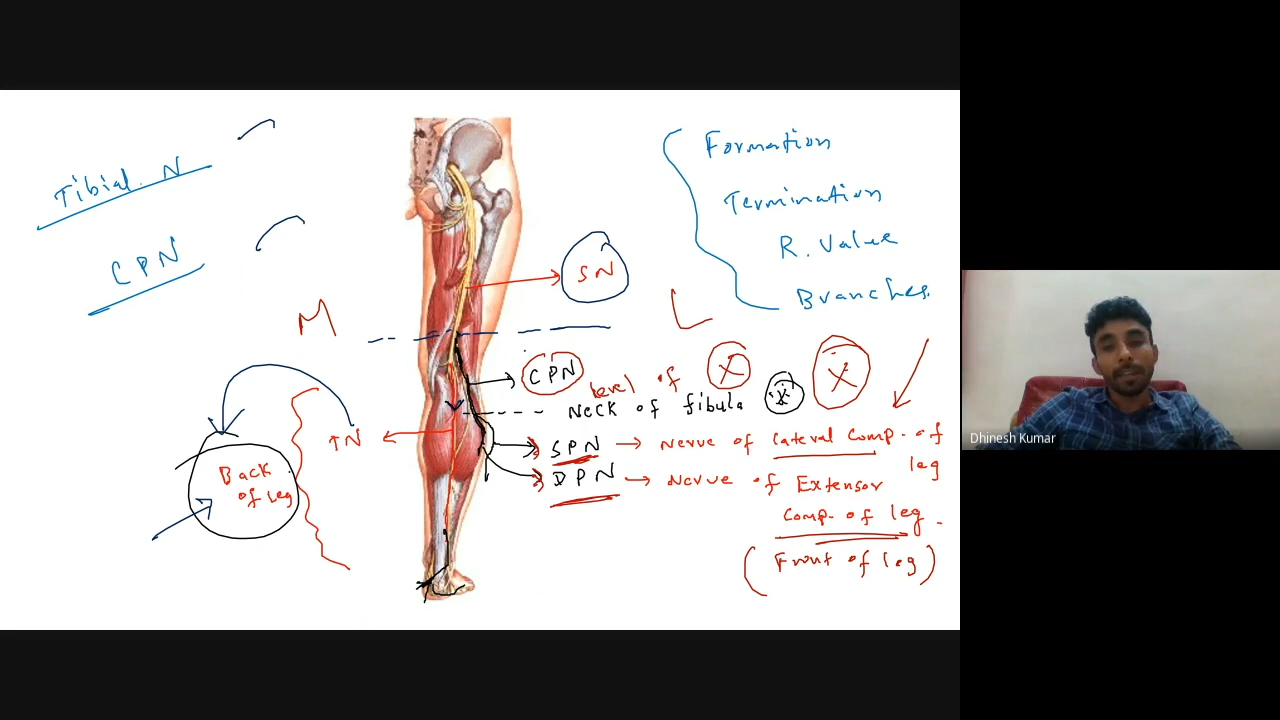 Tibial. N
CPN
M
Formation
Termination
R. Value
Branches.
SN
L
CPN
level of X X
Neck of fibula X
TN
SPN → Nerve of lateral comp. of leg
DPN → Nerve of Extensor
Comp. of leg.
(Front of leg)
Back
of leg
Dhinesh Kumar